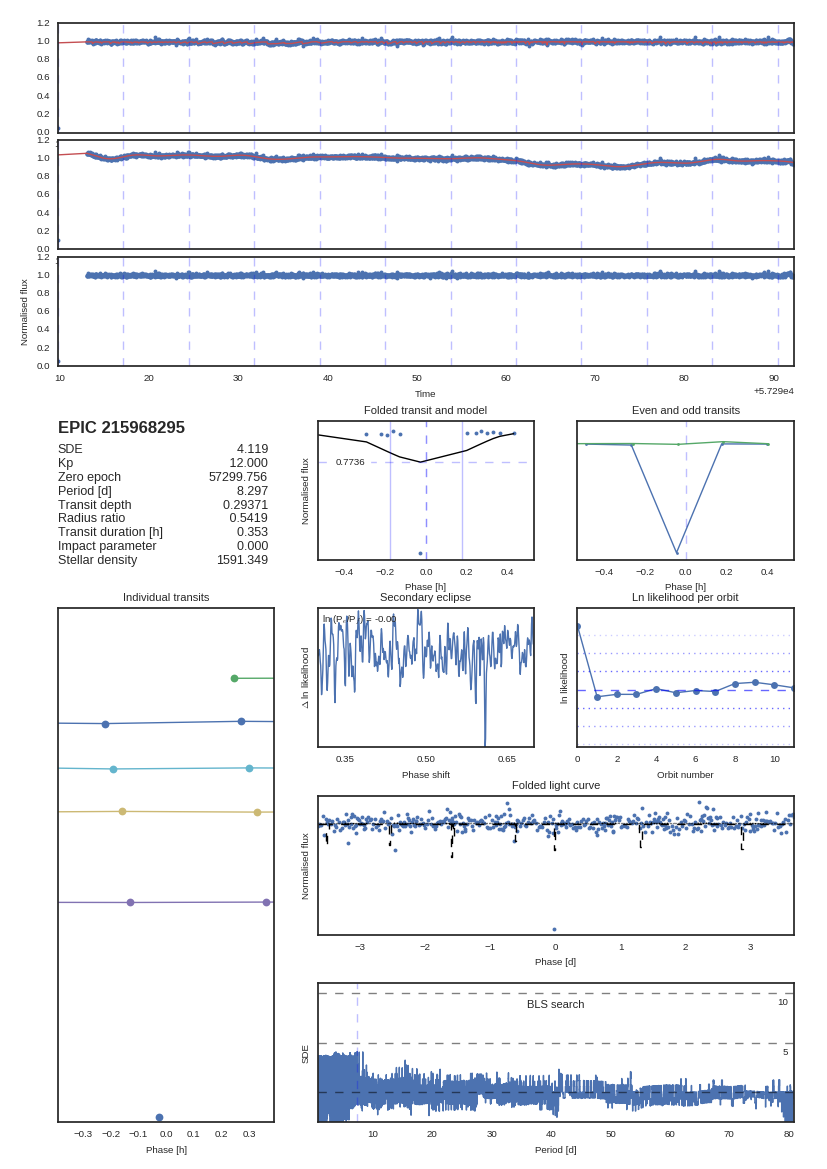 1.2
1.0
0.8
0.6
0.4
0.2
0.0
1.2
1.0
0.8
0.6
0.4
0.2
0.0
1.2
1.0
0.8
0.6
0.4
0.2
0.0
Normalised flux
10 20 30 40 50 60 70 80 90
Time
+5.729e4
EPIC 215968295
SDE 4.119
Kp 12.000
Zero epoch 57299.756
Period [d] 8.297
Transit depth 0.29371
Radius ratio 0.5419
Transit duration [h] 0.353
Impact parameter 0.000
Stellar density 1591.349
Folded transit and model
Normalised flux
0.7736
−0.4 −0.2 0.0 0.2 0.4
Phase [h]
Even and odd transits
−0.4 −0.2 0.0 0.2 0.4
Phase [h]
Individual transits
−0.3 −0.2 −0.1 0.0 0.1 0.2 0.3
Phase [h]
Secondary eclipse
Δ ln likelihood
0.35 0.50 0.65
Phase shift
Ln likelihood per orbit
ln likelihood
0 2 4 6 8 10
Orbit number
Folded light curve
Normalised flux
−3 −2 −1 0 1 2 3
Phase [d]
BLS search
10
5
SDE
10 20 30 40 50 60 70 80
Period [d]